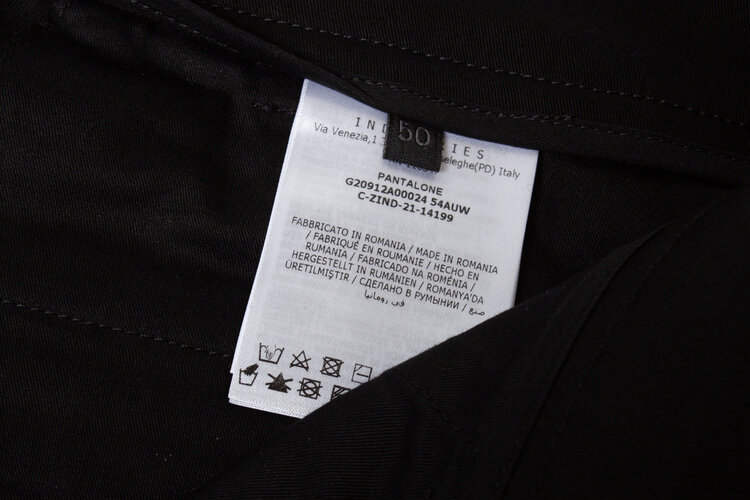 50
Via Venezia,1
(PD) Italy
PANTALONE
G20912A00024 54AUW
C-ZIND-21-14199
FABBRICATO IN ROMANIA / MADE IN ROMANIA
/ FABRIQUÉ EN ROUMANIE / HECHO EN
RUMANIA / FABRICADO NA ROMÉNIA /
HERGESTELLT IN RUMÄNIEN / ROMANYA'DA
ÜRETILMIŞTIR / СДЕЛАНО В РУМЫНИИ /
صنع في رومانيا